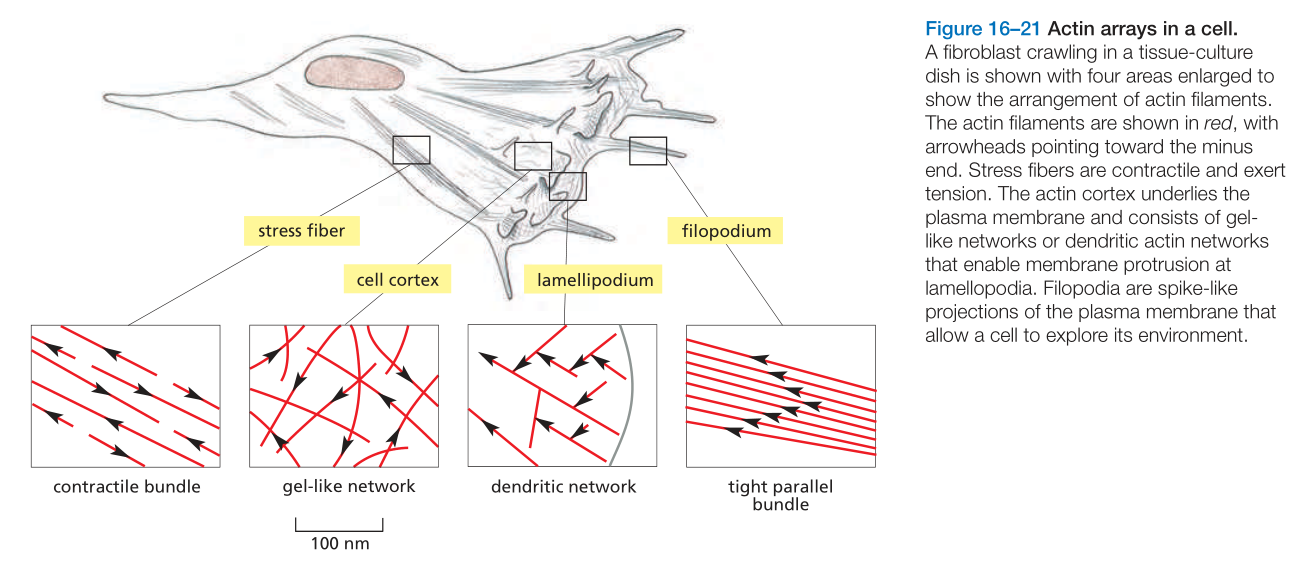 Figure 16–21 Actin arrays in a cell.
A fibroblast crawling in a tissue-culture
dish is shown with four areas enlarged to
show the arrangement of actin filaments.
The actin filaments are shown in red, with
arrowheads pointing toward the minus
end. Stress fibers are contractile and exert
tension. The actin cortex underlies the
plasma membrane and consists of gel-
like networks or dendritic actin networks
that enable membrane protrusion at
lamellopodia. Filopodia are spike-like
projections of the plasma membrane that
allow a cell to explore its environment.
stress fiber
filopodium
cell cortex
lamellipodium
contractile bundle
gel-like network
dendritic network
tight parallel
bundle
100 nm